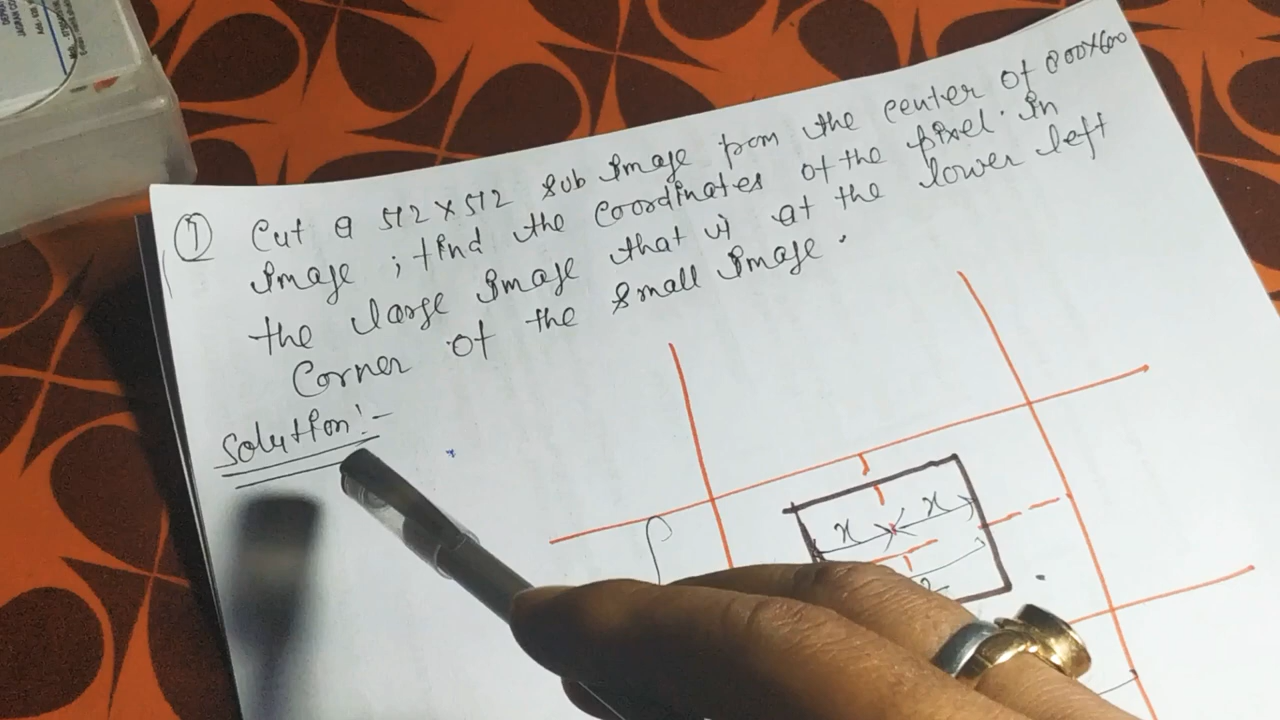 ① Cut a 512 × 512 sub image from the center of 800×600
image ; find the coordinates of the pixel. In
the large image that is at the lower left
corner of the small image.
Solution:-
x x